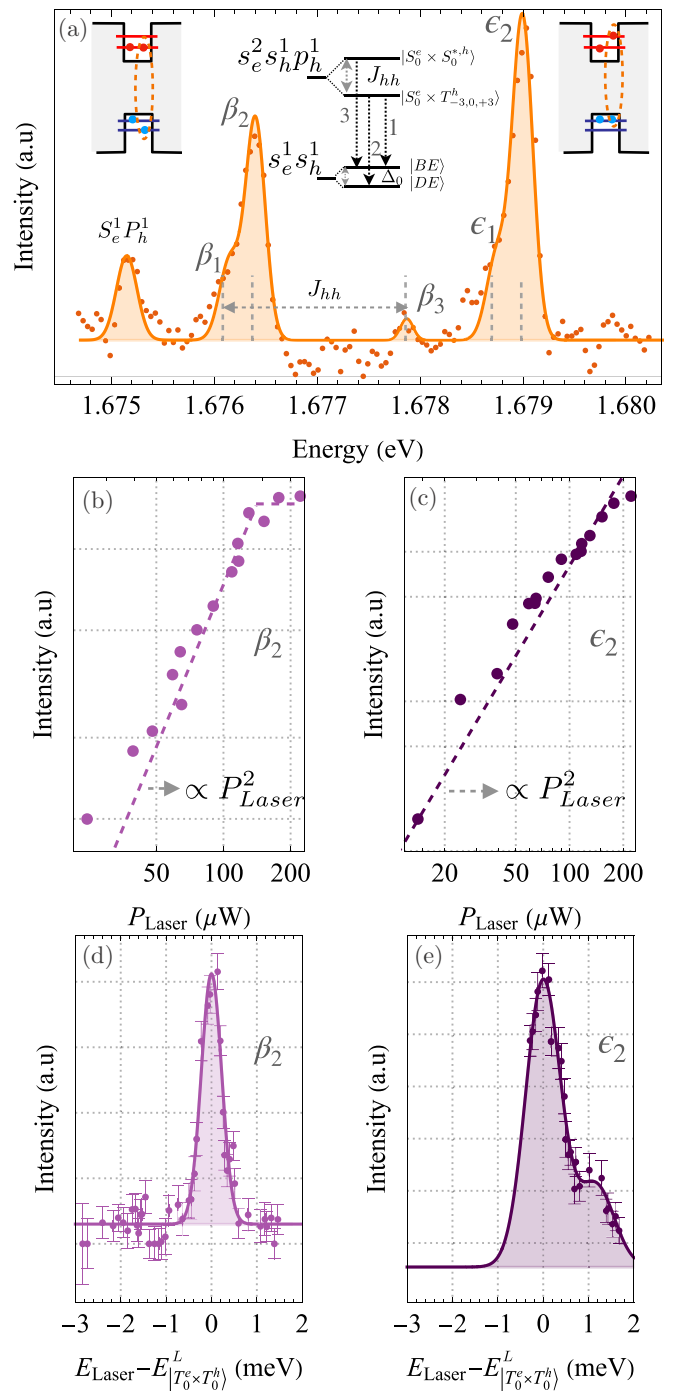 (a)
ϵ₂
s_e^2 s_h^1 p_h^1
|S_0^e × S_0^{*,h}⟩
J_hh
|S_0^e × T_{-3,0,+3}^h⟩
β₂
3
1
2
s_e^1 s_h^1
|BE⟩
Δ₀
|DE⟩
S_e^1 P_h^1
β₁
ϵ₁
J_hh
β₃
Intensity (a.u)
1.675 1.676 1.677 1.678 1.679 1.680
Energy (eV)
(b)
β₂
∝ P_{Laser}^2
Intensity (a.u)
50 100 200
P_Laser (μW)
(c)
ϵ₂
∝ P_{Laser}^2
Intensity (a.u)
20 50 100 200
P_Laser (μW)
(d)
β₂
Intensity (a.u)
−3 −2 −1 0 1 2
E_Laser−E^L_{|T_0^e×T_0^h⟩} (meV)
(e)
ϵ₂
Intensity (a.u)
−3 −2 −1 0 1 2
E_Laser−E^L_{|T_0^e×T_0^h⟩} (meV)